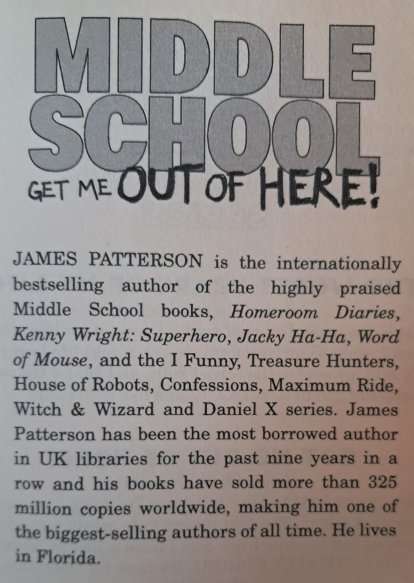 MIDDLE
SCHOOL
GET ME OUT OF HERE!
JAMES PATTERSON is the internationally
bestselling author of the highly praised
Middle School books, Homeroom Diaries,
Kenny Wright: Superhero, Jacky Ha-Ha, Word
of Mouse, and the I Funny, Treasure Hunters,
House of Robots, Confessions, Maximum Ride,
Witch & Wizard and Daniel X series. James
Patterson has been the most borrowed author
in UK libraries for the past nine years in a
row and his books have sold more than 325
million copies worldwide, making him one of
the biggest-selling authors of all time. He lives
in Florida.